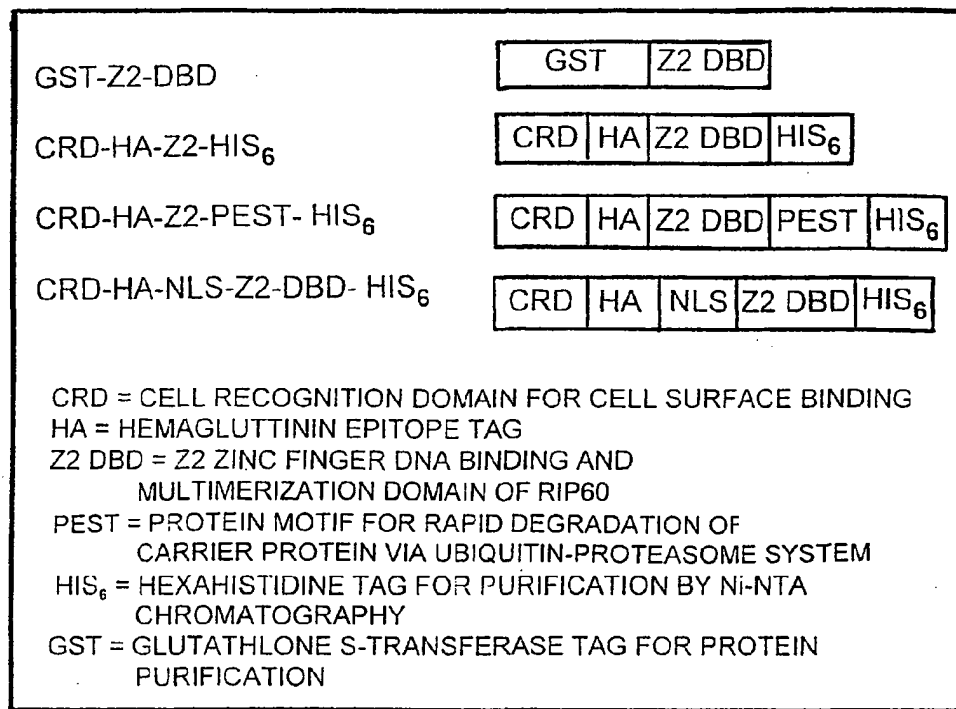 GST-Z2-DBD GST Z2 DBD
CRD-HA-Z2-HIS₆ CRD HA Z2 DBD HIS₆
CRD-HA-Z2-PEST- HIS₆ CRD HA Z2 DBD PEST HIS₆
CRD-HA-NLS-Z2-DBD- HIS₆ CRD HA NLS Z2 DBD HIS₆
CRD = CELL RECOGNITION DOMAIN FOR CELL SURFACE BINDING
HA = HEMAGLUTTININ EPITOPE TAG
Z2 DBD = Z2 ZINC FINGER DNA BINDING AND
MULTIMERIZATION DOMAIN OF RIP60
PEST = PROTEIN MOTIF FOR RAPID DEGRADATION OF
CARRIER PROTEIN VIA UBIQUITIN-PROTEASOME SYSTEM
HIS₆ = HEXAHISTIDINE TAG FOR PURIFICATION BY Ni-NTA
CHROMATOGRAPHY
GST = GLUTATHLONE S-TRANSFERASE TAG FOR PROTEIN
PURIFICATION